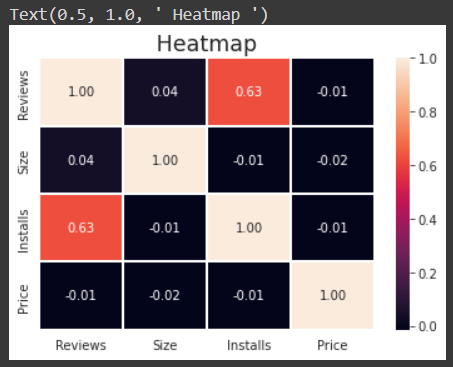 Text(0.5, 1.0, ' Heatmap ')
Heatmap
Reviews 1.00 0.04 0.63 -0.01
Size 0.04 1.00 -0.01 -0.02
Installs 0.63 -0.01 1.00 -0.01
Price -0.01 -0.02 -0.01 1.00
Reviews Size Installs Price
1.0
0.8
0.6
0.4
0.2
0.0